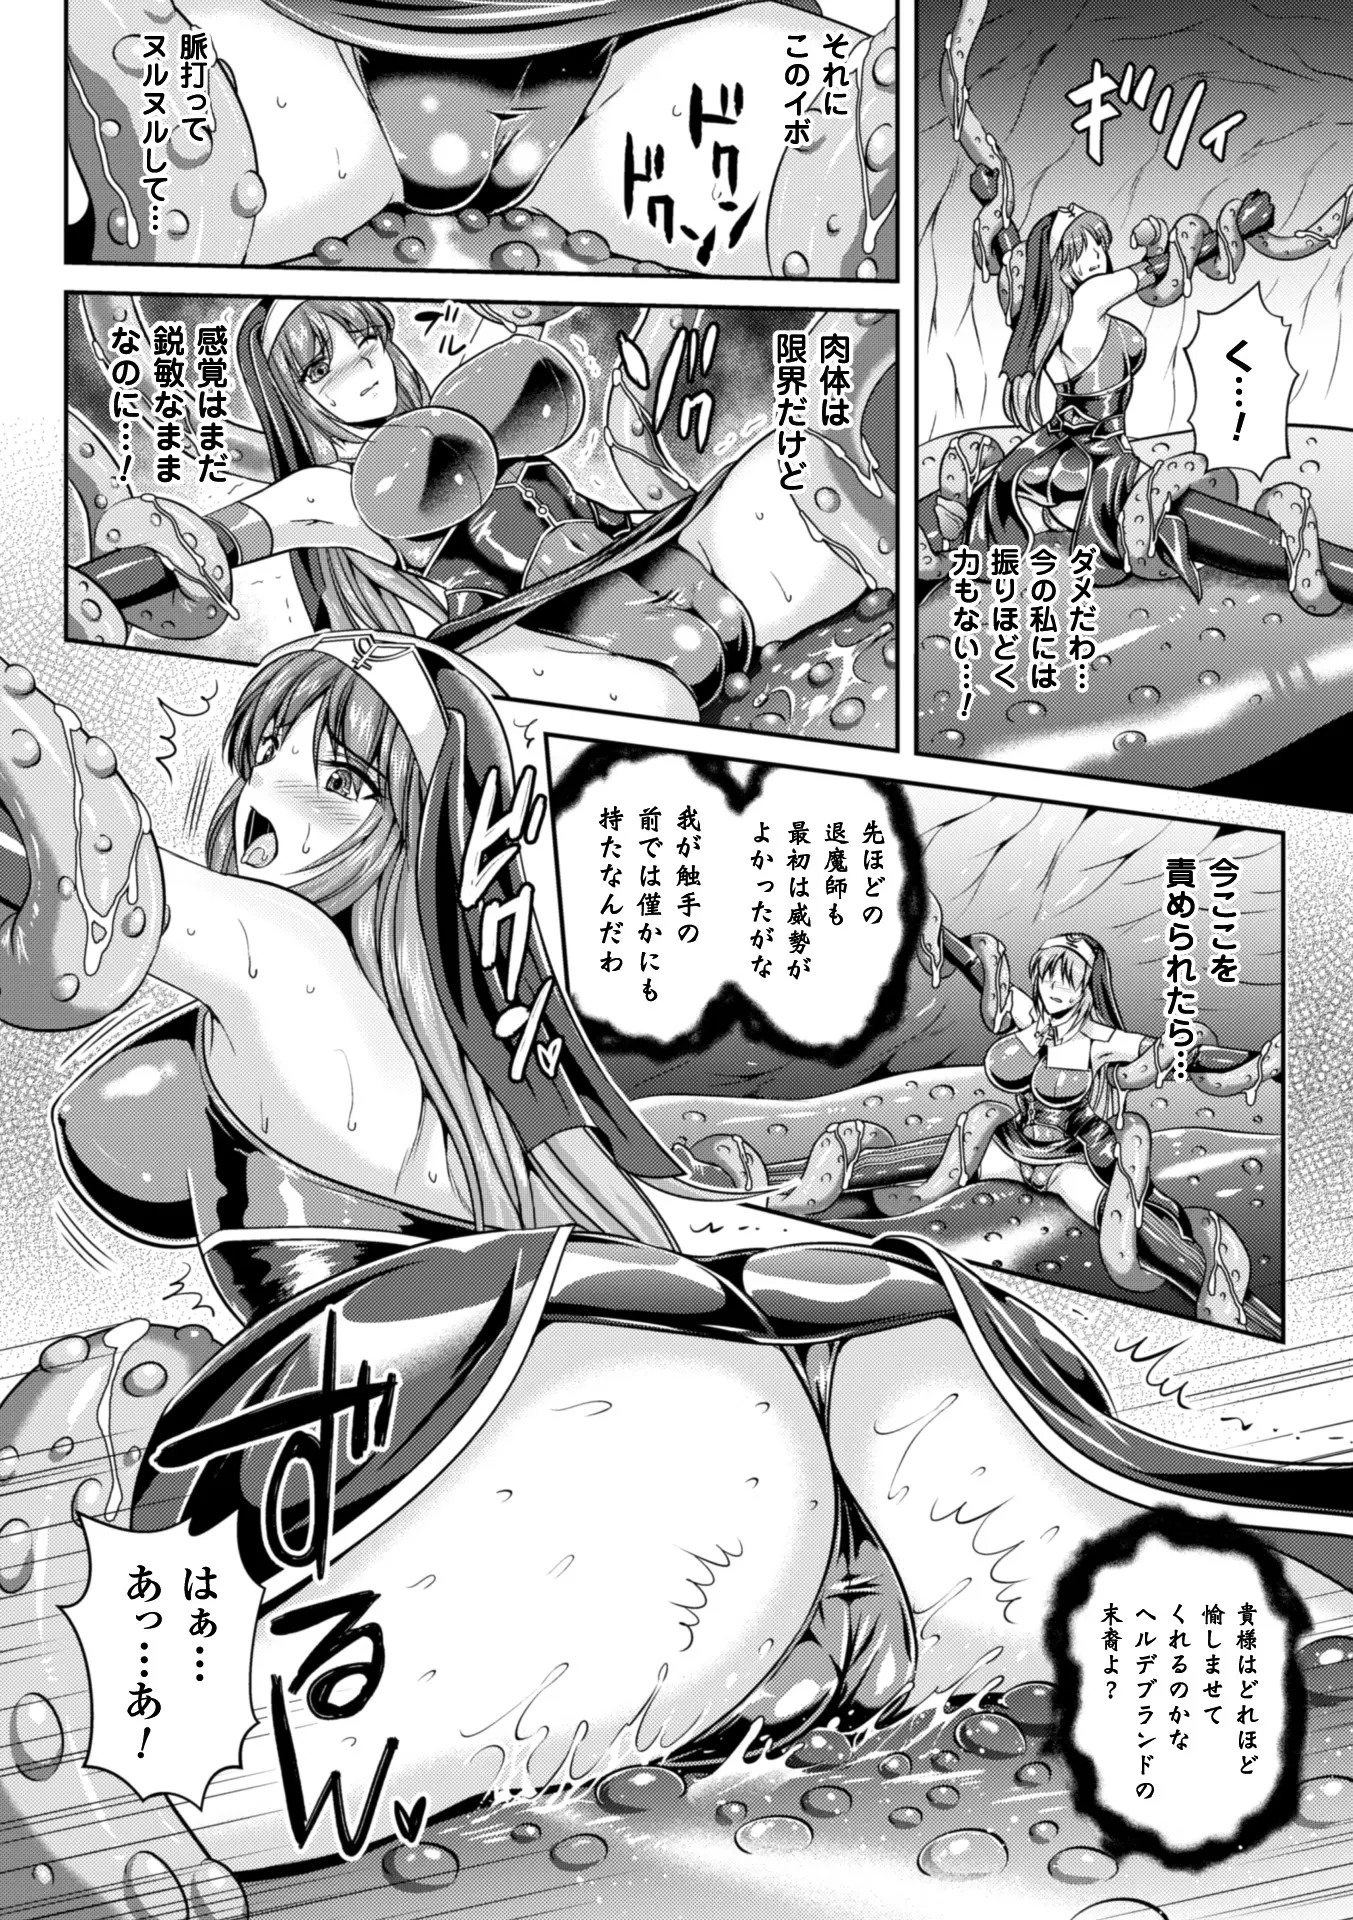 ギリィ
く…！
ダメだわ…
今の私には
振りほどく
力もない…！
それに
このイボ
ドクン
ドクン
脈打って
ヌルヌルして…
肉体は
限界だけど
感覚はまだ
鋭敏なまま
なのに…！
今ここを
責められたら…
先ほどの
退魔師も
最初は威勢が
よかったがな
我が触手の
前では僅かにも
持たなんだわ
ビクン
ビクン♡
ずるん♥
はぁ…
あっ…あ！
貴様はどれほど
愉しませて
くれるのかな
ヘルデブランドの
末裔よ？